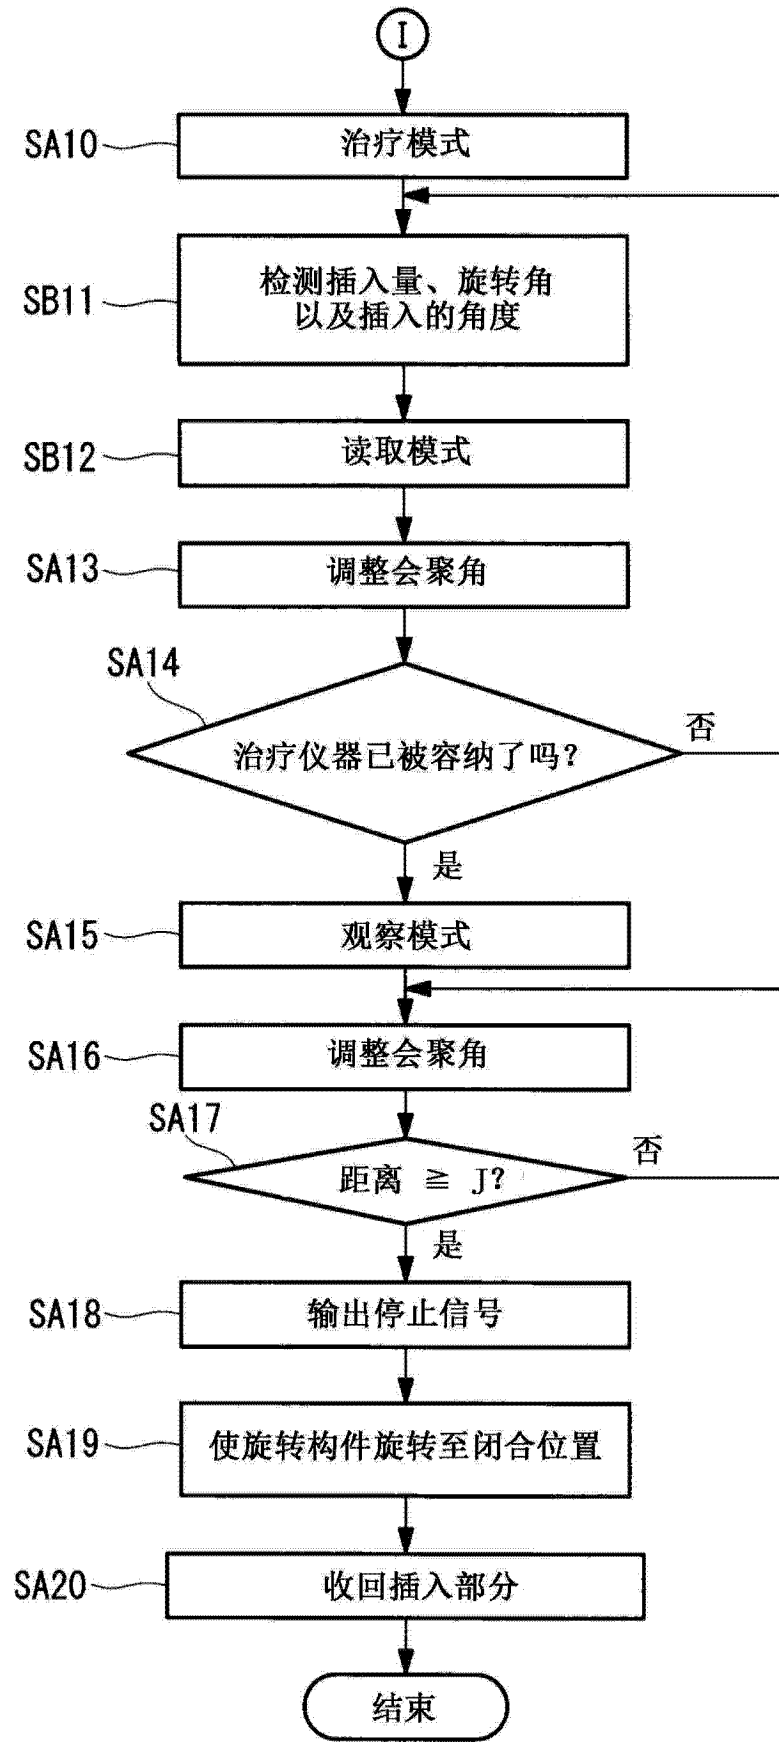 I
SA10
治疗模式
SB11
检测插入量、旋转角
以及插入的角度
SB12
读取模式
SA13
调整会聚角
SA14
治疗仪器已被容纳了吗?
否
是
SA15
观察模式
SA16
调整会聚角
SA17
距离 ≧ J?
否
是
SA18
输出停止信号
SA19
使旋转构件旋转至闭合位置
SA20
收回插入部分
结束